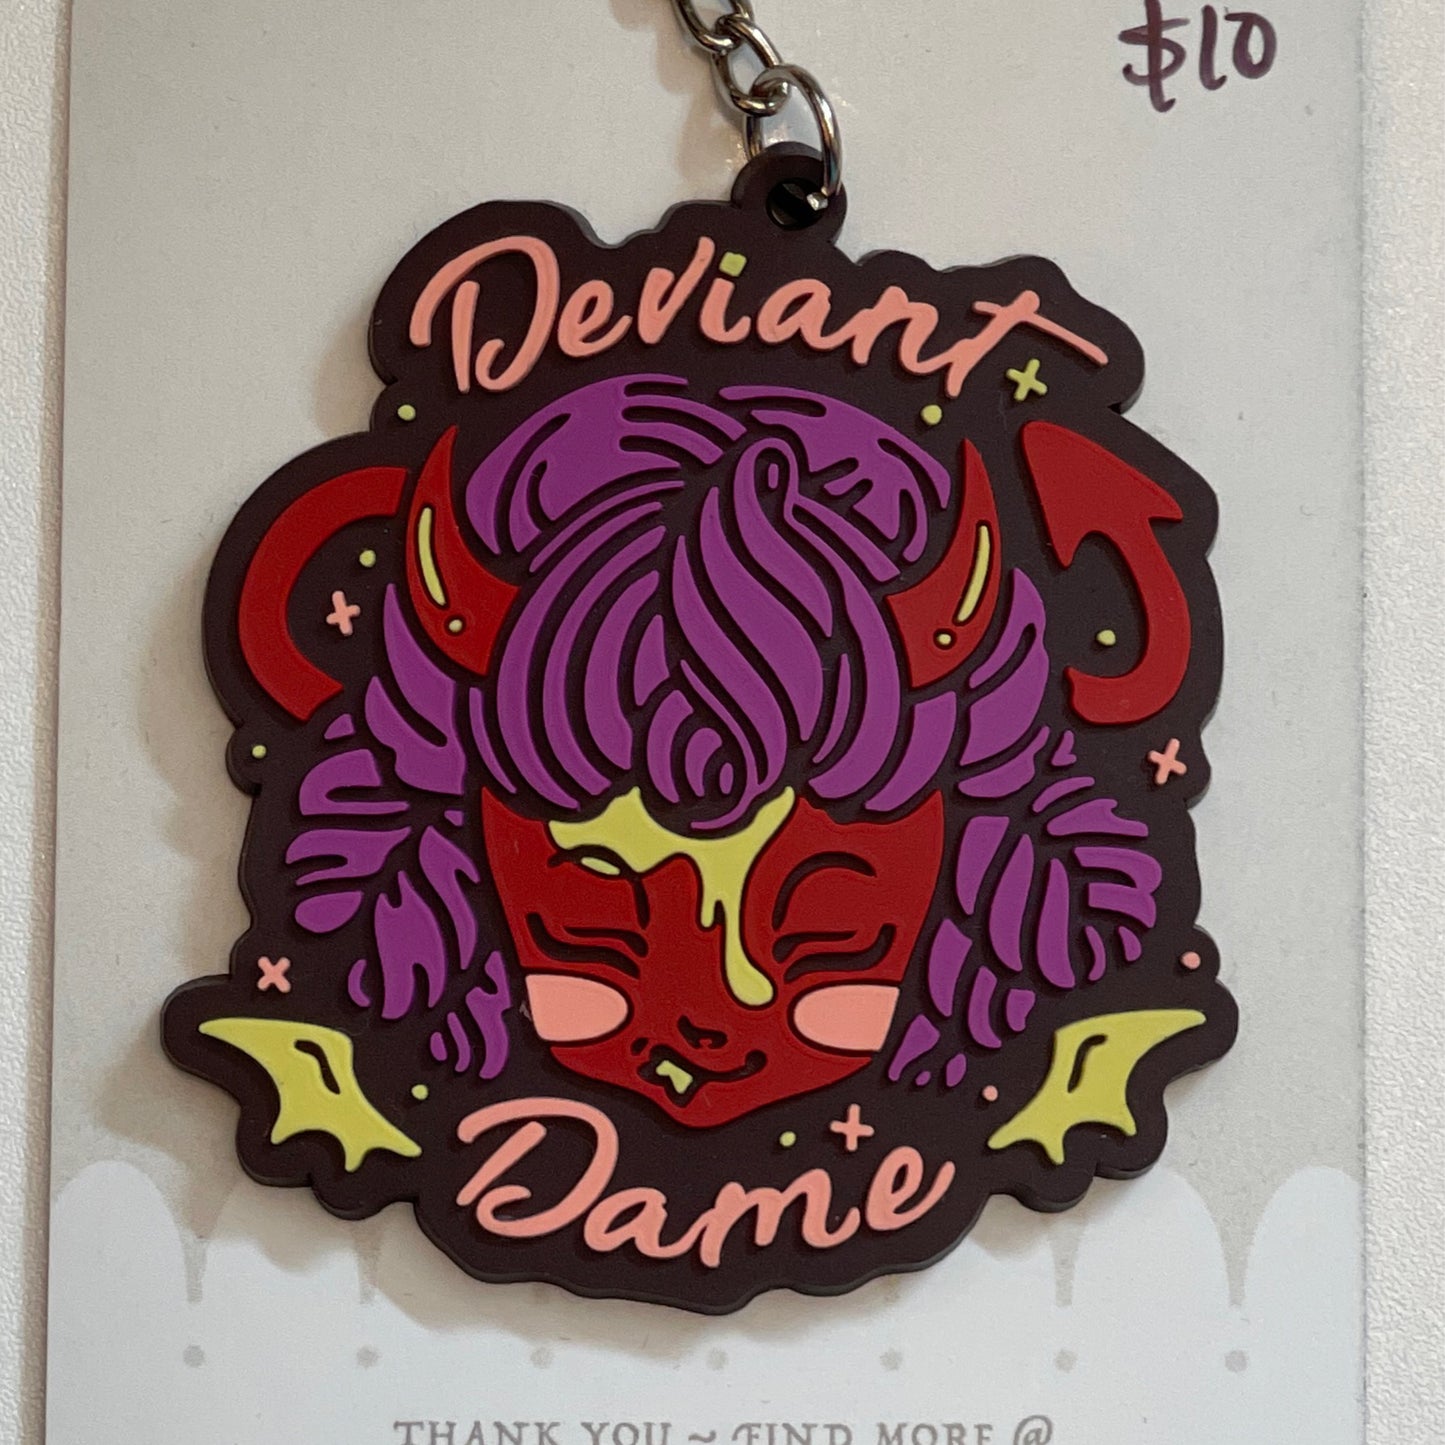 $10
Deviant
Dame
THANK YOU ~ FIND MORE @